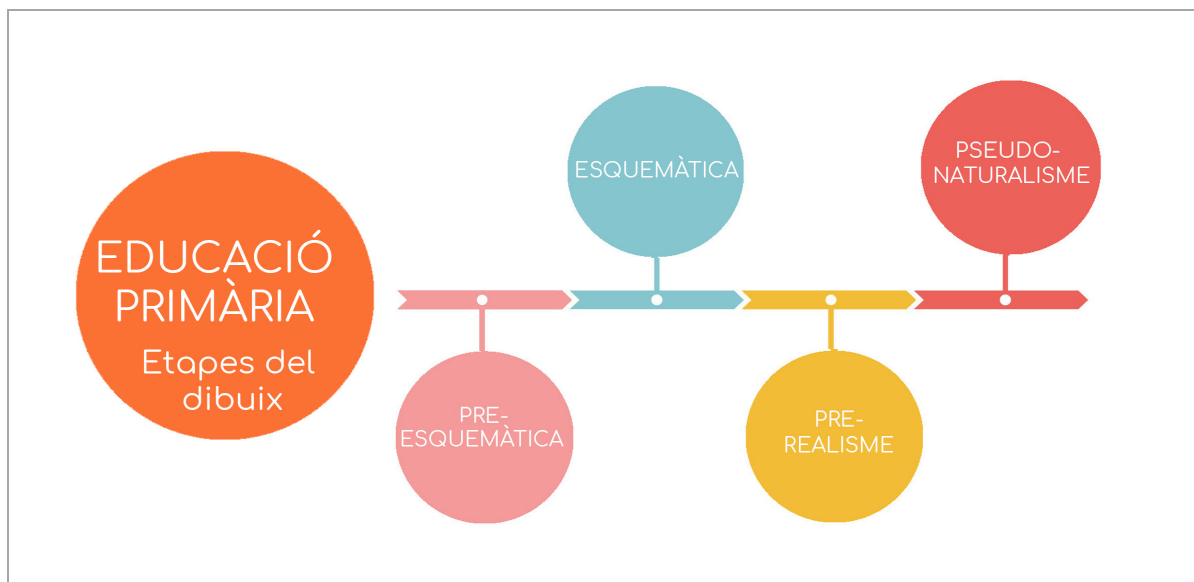 EDUCACIÓ
PRIMÀRIA
Etapes del
dibuix
PRE-
ESQUEMÀTICA
ESQUEMÀTICA
PRE-
REALISME
PSEUDO-
NATURALISME